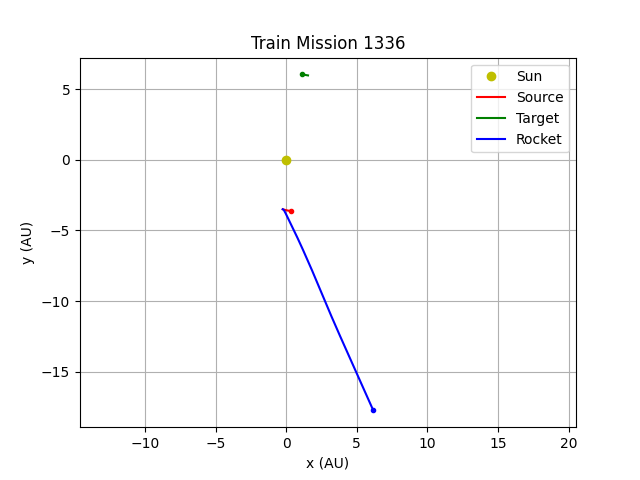 Train Mission 1336
Sun
Source
Target
Rocket
y (AU)
5
0
−5
−10
−15
−10
−5
0
5
10
15
20
x (AU)